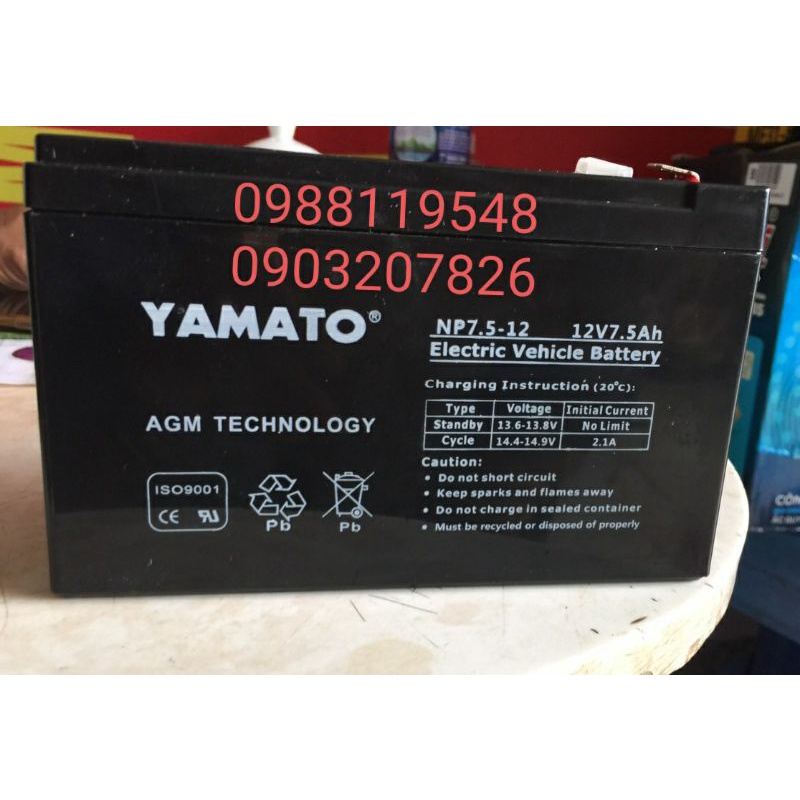 0988119548
0903207826
YAMATO®
NP7.5-12 12V7.5Ah
Electric Vehicle Battery
Charging Instruction (20°C):
Type Voltage Initial Current
Standby 13.6-13.8V No Limit
Cycle 14.4-14.9V 2.1A
AGM TECHNOLOGY
Caution:
• Do not short circuit
• Keep sparks and flames away
• Do not charge in sealed container
• Must be recycled or disposed of properly
ISO9001
CE RU
Pb
Pb